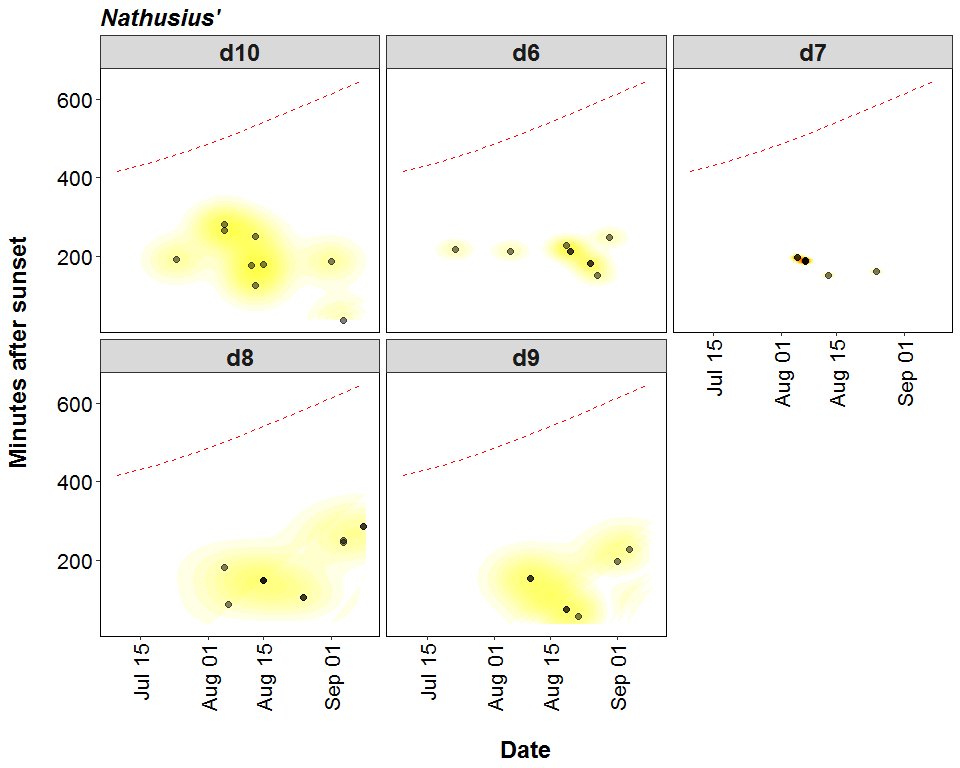 Nathusius'
d10 d6 d7
600
400
200
Jul 15 Aug 01 Aug 15 Sep 01
d8 d9
600
400
200
Jul 15 Aug 01 Aug 15 Sep 01 Jul 15 Aug 01 Aug 15 Sep 01
Minutes after sunset
Date